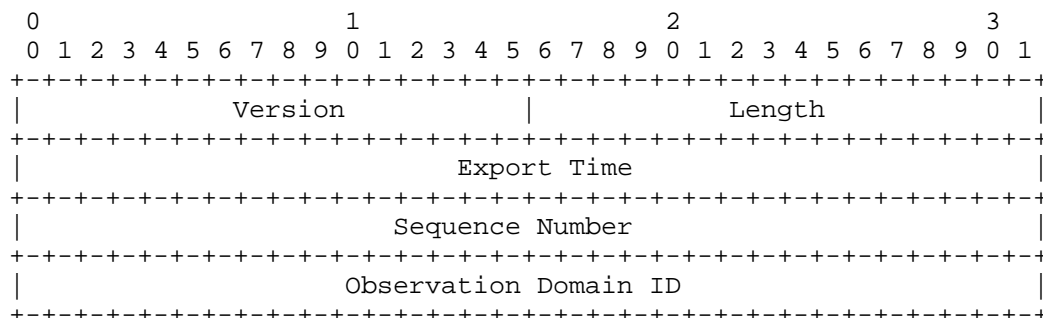 0                   1                   2                   3
 0 1 2 3 4 5 6 7 8 9 0 1 2 3 4 5 6 7 8 9 0 1 2 3 4 5 6 7 8 9 0 1
+-+-+-+-+-+-+-+-+-+-+-+-+-+-+-+-+-+-+-+-+-+-+-+-+-+-+-+-+-+-+-+-+
|             Version           |            Length             |
+-+-+-+-+-+-+-+-+-+-+-+-+-+-+-+-+-+-+-+-+-+-+-+-+-+-+-+-+-+-+-+-+
|                           Export Time                         |
+-+-+-+-+-+-+-+-+-+-+-+-+-+-+-+-+-+-+-+-+-+-+-+-+-+-+-+-+-+-+-+-+
|                       Sequence Number                         |
+-+-+-+-+-+-+-+-+-+-+-+-+-+-+-+-+-+-+-+-+-+-+-+-+-+-+-+-+-+-+-+-+
|                    Observation Domain ID                      |
+-+-+-+-+-+-+-+-+-+-+-+-+-+-+-+-+-+-+-+-+-+-+-+-+-+-+-+-+-+-+-+-+